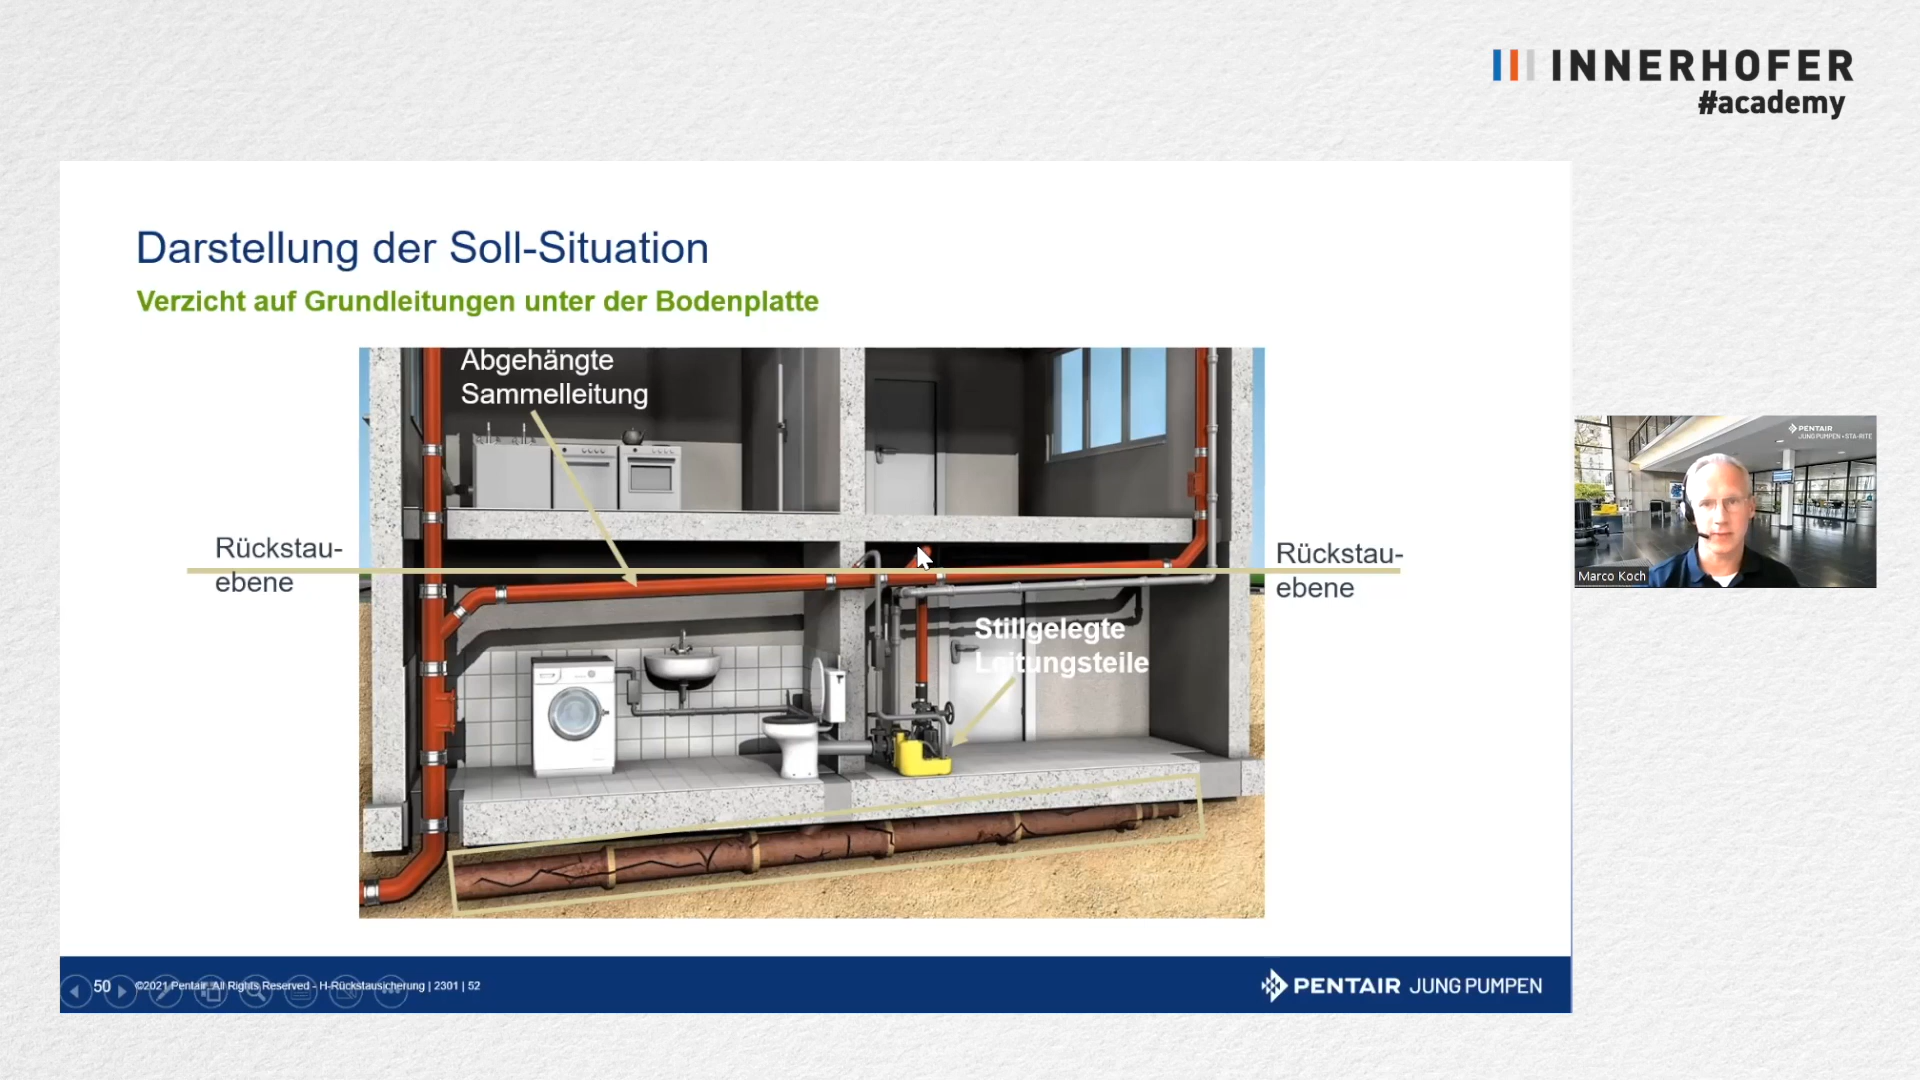 INNERHOFER
#academy
Darstellung der Soll-Situation
Verzicht auf Grundleitungen unter der Bodenplatte
Abgehängte
Sammelleitung
Rückstau-
ebene
Rückstau-
ebene
Stillgelegte
Leitungsteile
PENTAIR
JUNG PUMPEN • STA-RITE
Marco Koch
50
©2021 Pentair. All Rights Reserved - H-Rückstausicherung | 2301 | 52
PENTAIR JUNG PUMPEN